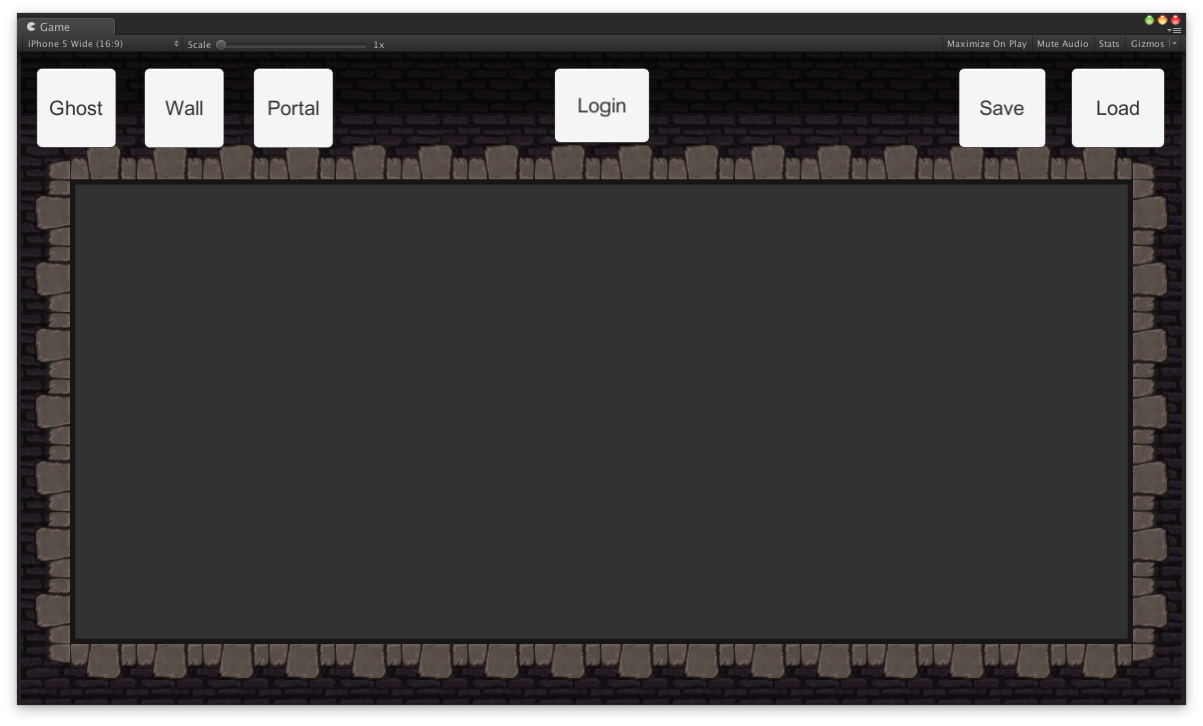 Game
iPhone 5 Wide (16:9) Scale 1x Maximize On Play Mute Audio Stats Gizmos
Ghost Wall Portal Login Save Load